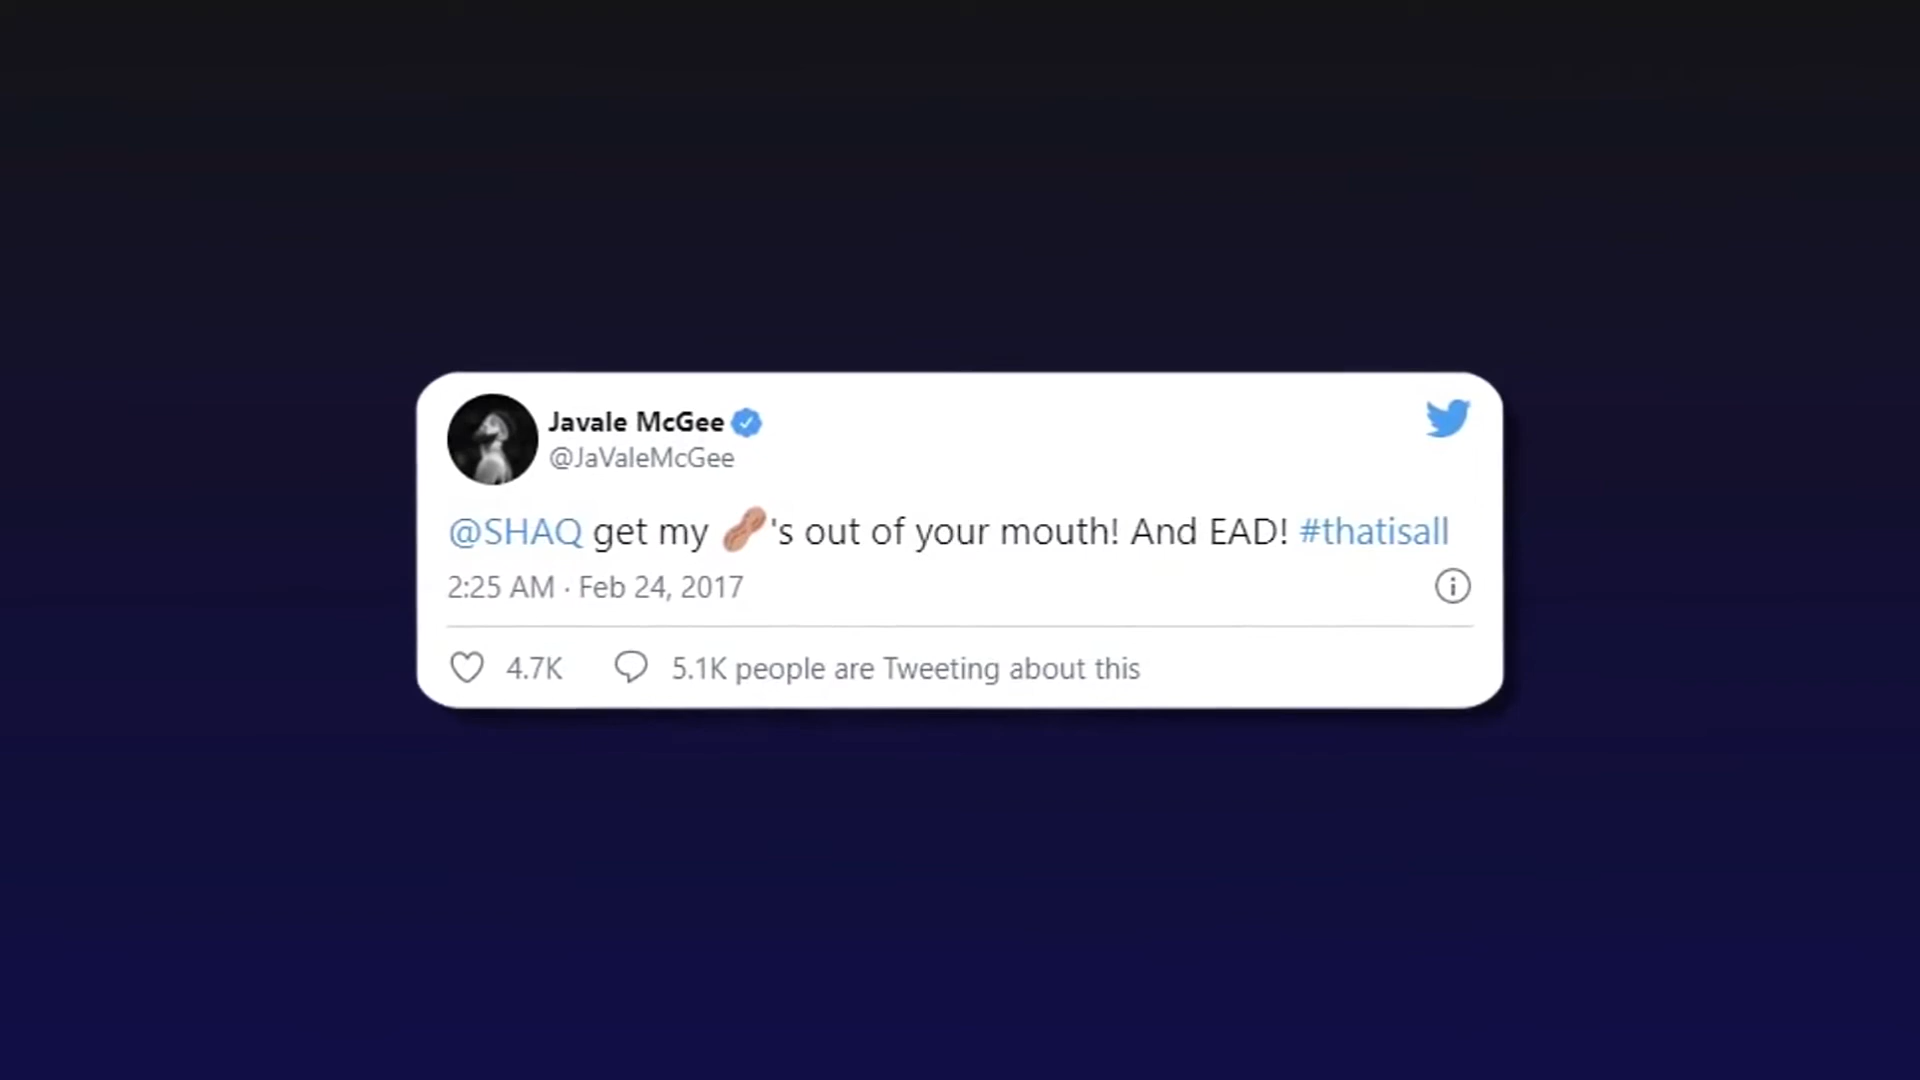 Javale McGee
@JaValeMcGee
@SHAQ get my 🥜's out of your mouth! And EAD! #thatisall
2:25 AM · Feb 24, 2017
4.7K 5.1K people are Tweeting about this